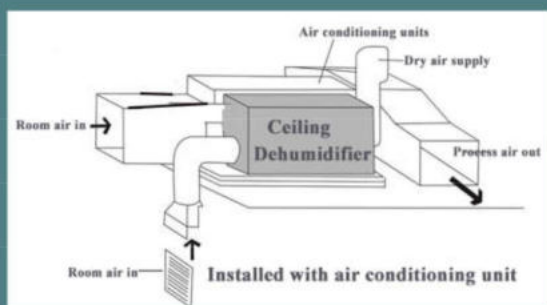 Air conditioning units
Dry air supply
Room air in
Ceiling
Dehumidifier
Process air out
Room air in
Installed with air conditioning unit